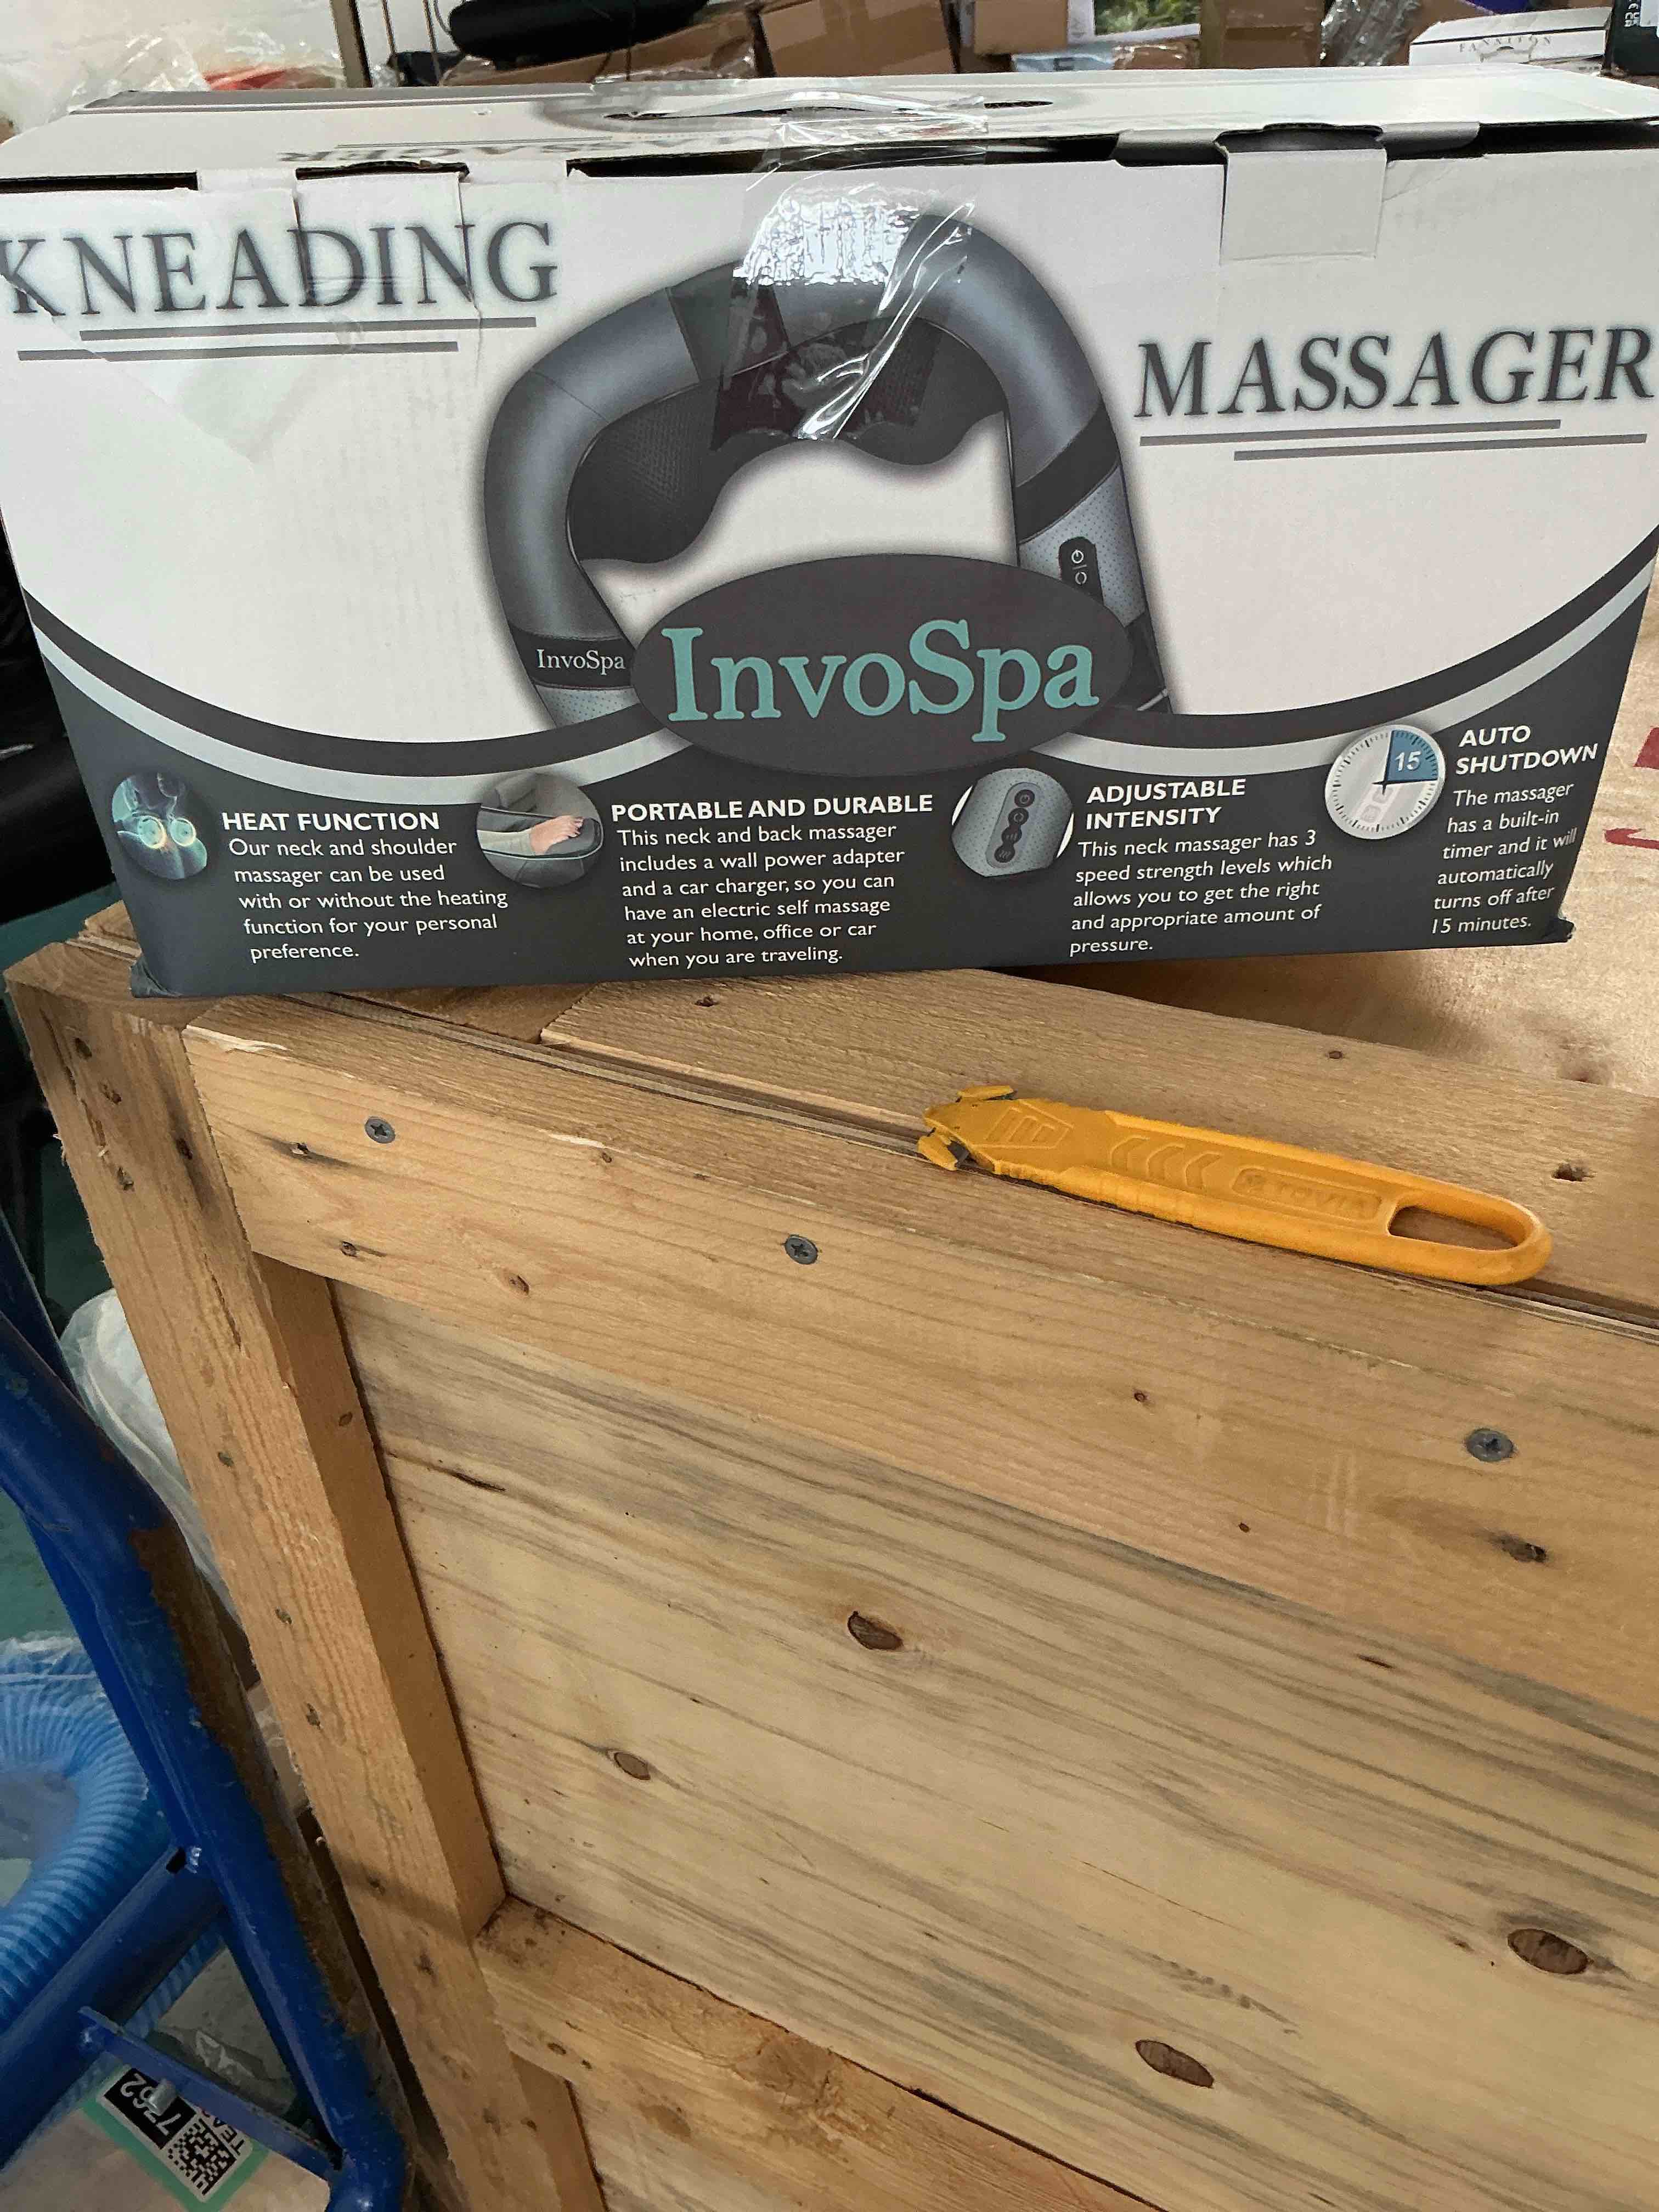 FANNITON
KNEADING
MASSAGER
InvoSpa
InvoSpa
HEAT FUNCTION
Our neck and shoulder
massager can be used
with or without the heating
function for your personal
preference.
PORTABLE AND DURABLE
This neck and back massager
includes a wall power adapter
and a car charger, so you can
have an electric self massage
at your home, office or car
when you are traveling.
ADJUSTABLE
INTENSITY
This neck massager has 3
speed strength levels which
allows you to get the right
and appropriate amount of
pressure.
15
AUTO
SHUTDOWN
The massager
has a built-in
timer and it will
automatically
turns off after
15 minutes.
7762